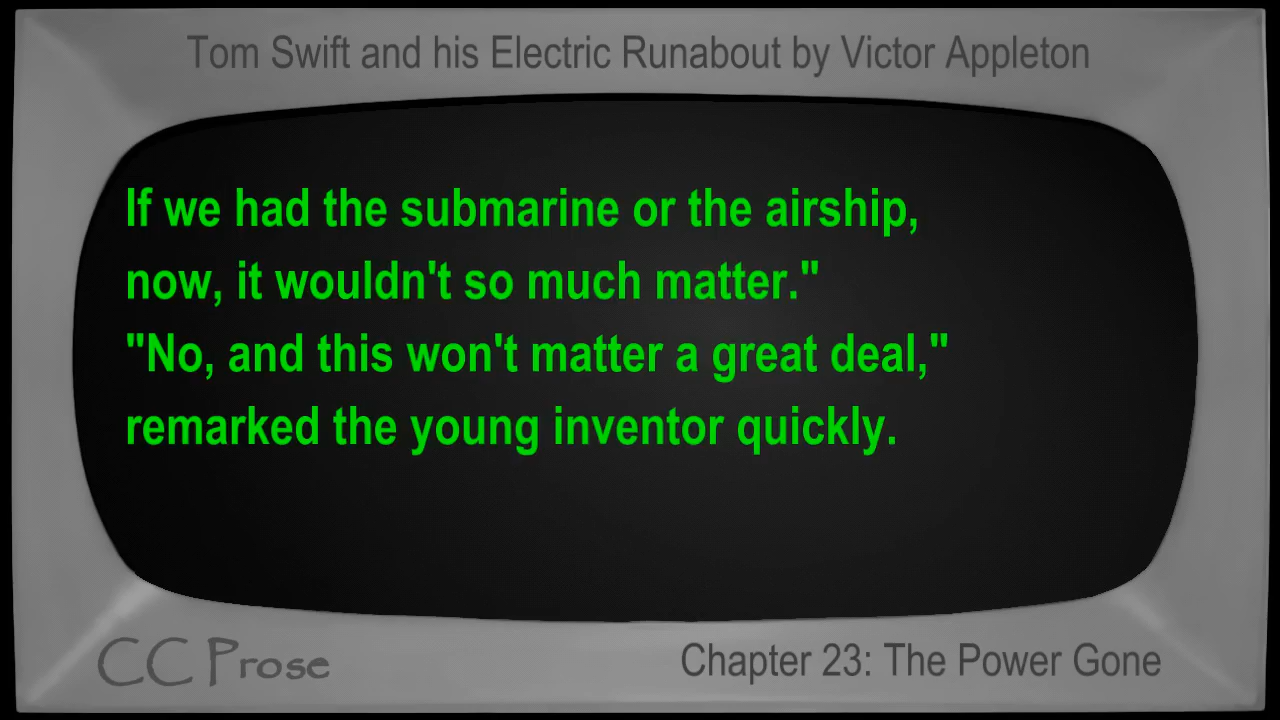 Tom Swift and his Electric Runabout by Victor Appleton
If we had the submarine or the airship,
now, it wouldn't so much matter."
"No, and this won't matter a great deal,"
remarked the young inventor quickly.
CC Prose
Chapter 23: The Power Gone